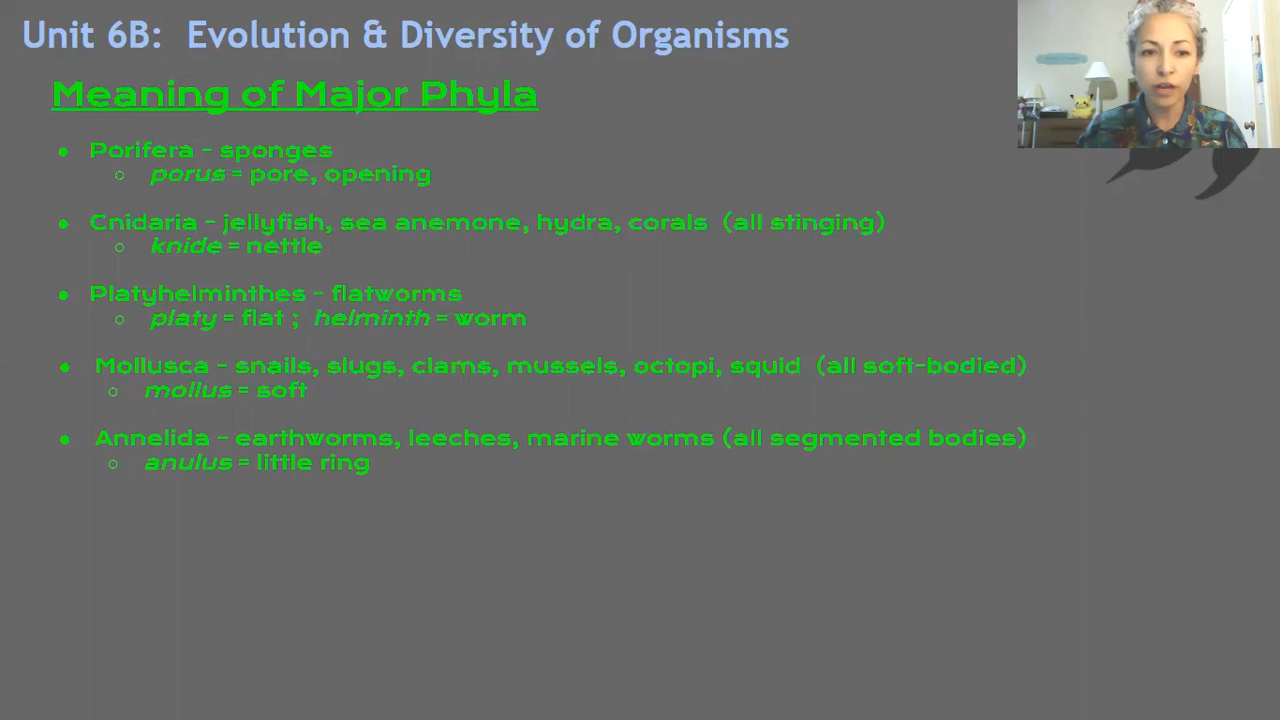 Unit 6B: Evolution & Diversity of Organisms
Meaning of Major Phyla
● Porifera - sponges
○ porus = pore, opening
● Cnidaria - jellyfish, sea anemone, hydra, corals (all stinging)
○ knide = nettle
● Platyhelminthes - flatworms
○ platy = flat ; helminth = worm
● Mollusca - snails, slugs, clams, mussels, octopi, squid (all soft-bodied)
○ mollus = soft
● Annelida - earthworms, leeches, marine worms (all segmented bodies)
○ anulus = little ring